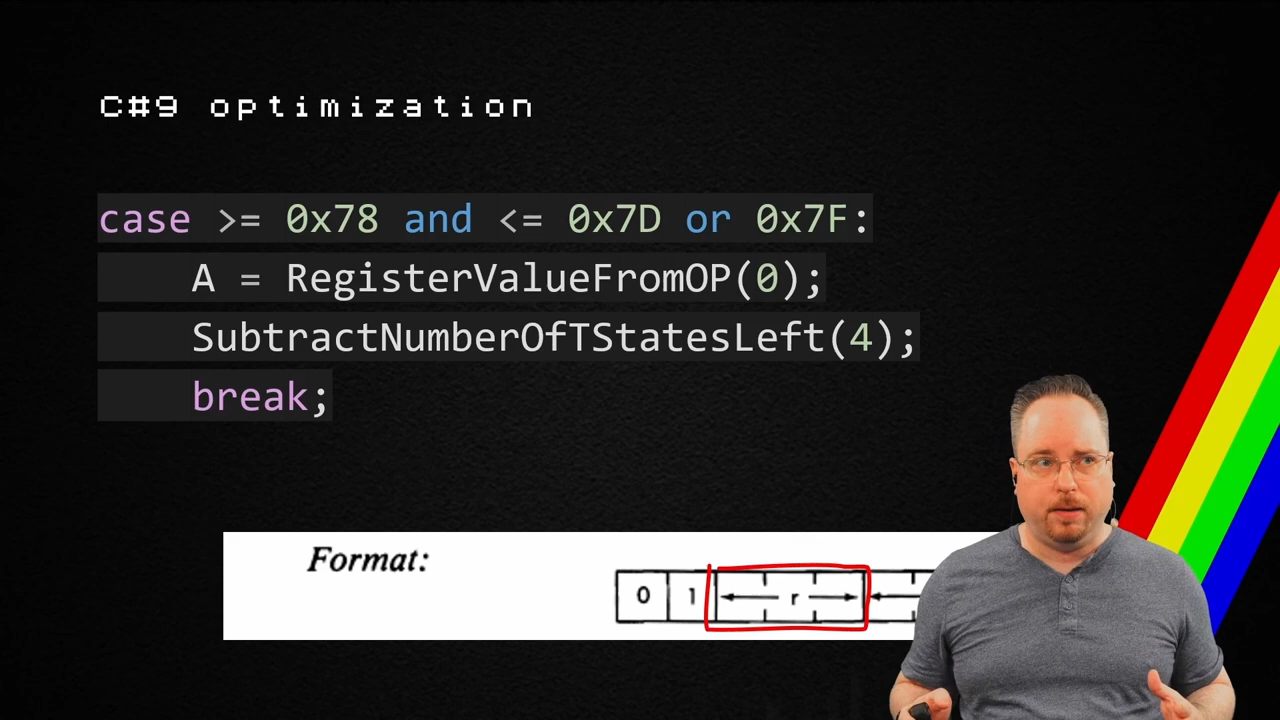 C#9 optimization
case >= 0x78 and <= 0x7D or 0x7F:
A = RegisterValueFromOP(0);
SubtractNumberOfTStatesLeft(4);
break;
Format:
0 1 r